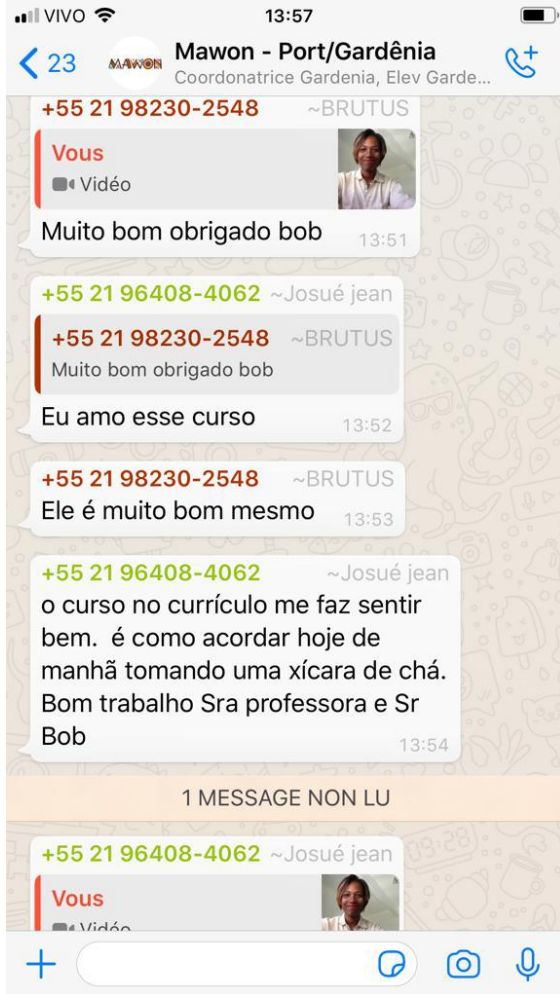 VIVO
13:57
23
MAWON
Mawon - Port/Gardênia
Coordonatrice Gardenia, Elev Garde...
+55 21 98230-2548 ~BRUTUS
Vous
Vidéo
Muito bom obrigado bob 13:51
+55 21 96408-4062 ~Josué jean
+55 21 98230-2548 ~BRUTUS
Muito bom obrigado bob
Eu amo esse curso 13:52
+55 21 98230-2548 ~BRUTUS
Ele é muito bom mesmo 13:53
+55 21 96408-4062 ~Josué jean
o curso no currículo me faz sentir
bem. é como acordar hoje de
manhã tomando uma xícara de chá.
Bom trabalho Sra professora e Sr
Bob 13:54
1 MESSAGE NON LU
+55 21 96408-4062 ~Josué jean
Vous
Vidéo